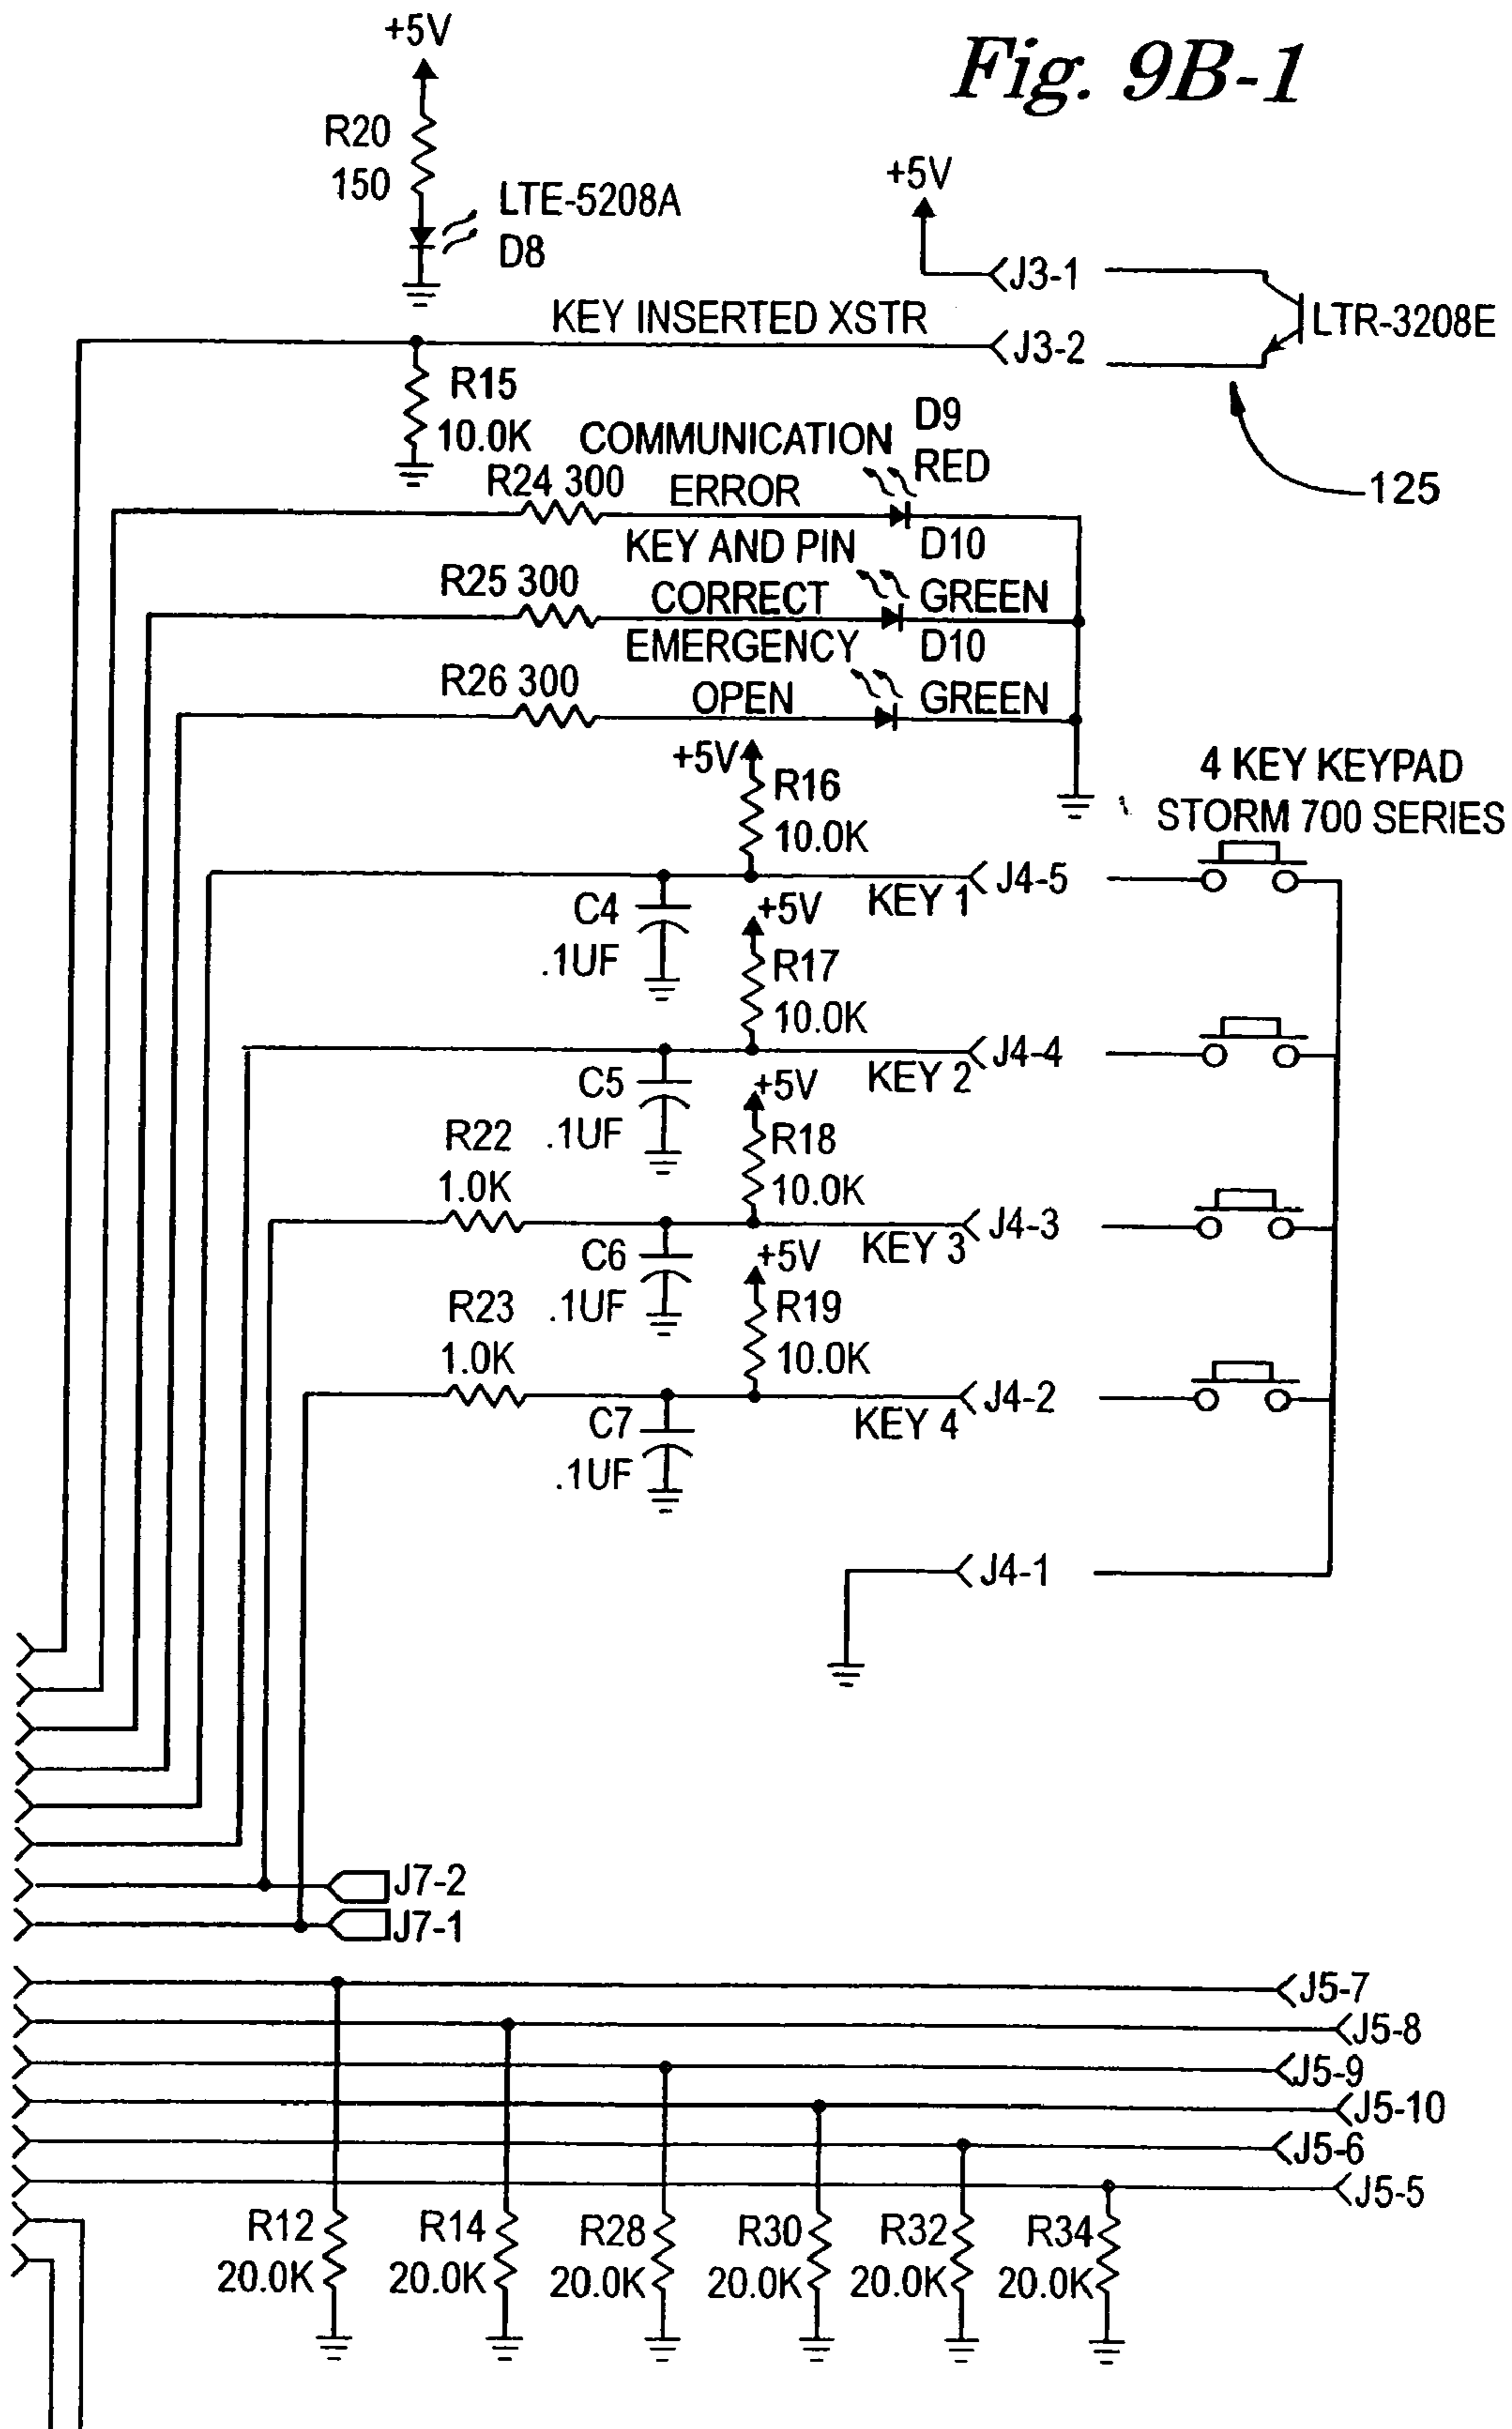 Fig. 9B-1
+5V
R20
150
LTE-5208A
D8
+5V
J3-1
KEY INSERTED XSTR
J3-2
LTR-3208E
R15
10.0K
125
COMMUNICATION
ERROR
D9
RED
R24 300
KEY AND PIN
CORRECT
D10
GREEN
R25 300
EMERGENCY
OPEN
D10
GREEN
R26 300
4 KEY KEYPAD
STORM 700 SERIES
+5V
R16
10.0K
C4
.1UF
KEY 1
J4-5
+5V
R17
10.0K
C5
.1UF
KEY 2
J4-4
+5V
R18
10.0K
R22
1.0K
C6
.1UF
KEY 3
J4-3
+5V
R19
10.0K
R23
1.0K
C7
.1UF
KEY 4
J4-2
J4-1
J7-2
J7-1
J5-7
J5-8
J5-9
J5-10
J5-6
J5-5
R12
20.0K
R14
20.0K
R28
20.0K
R30
20.0K
R32
20.0K
R34
20.0K